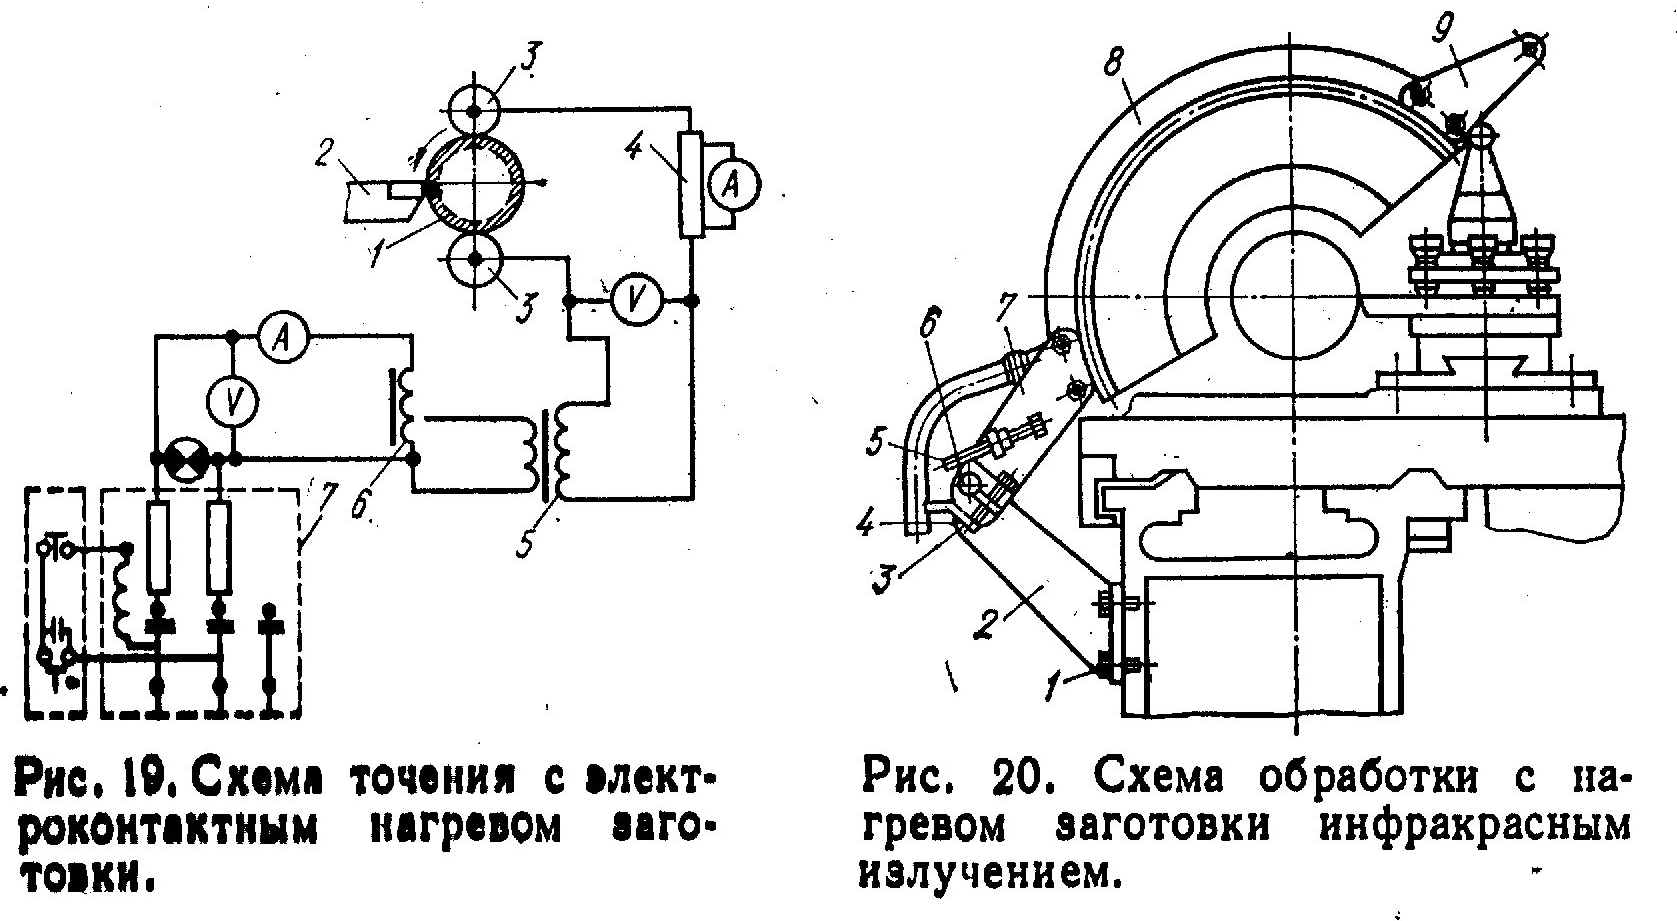 3
2
4
А
1
3
V
А
V
7
6
5
8
9
7
6
5
4
3
2
1
Рис. 19. Схема точения с элект-
роконтактным нагревом заго-
товки.
Рис. 20. Схема обработки с на-
гревом заготовки инфракрасным
излучением.